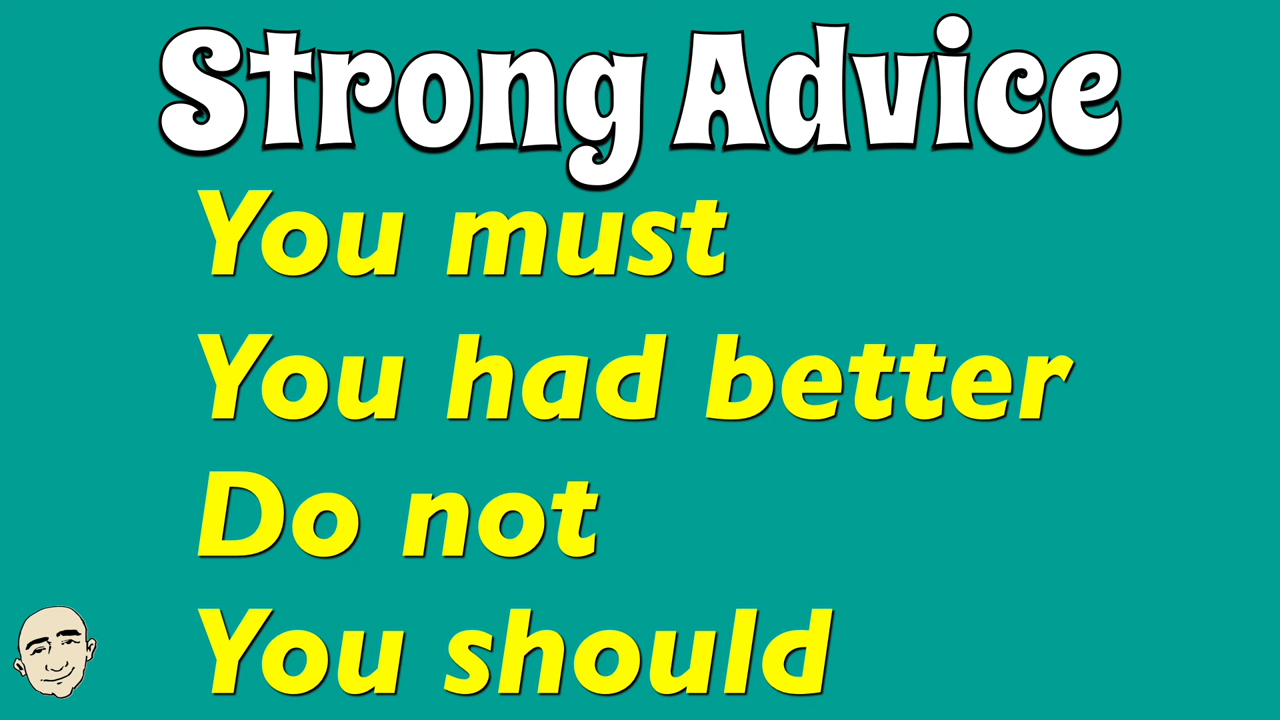 Strong Advice
You must
You had better
Do not
You should